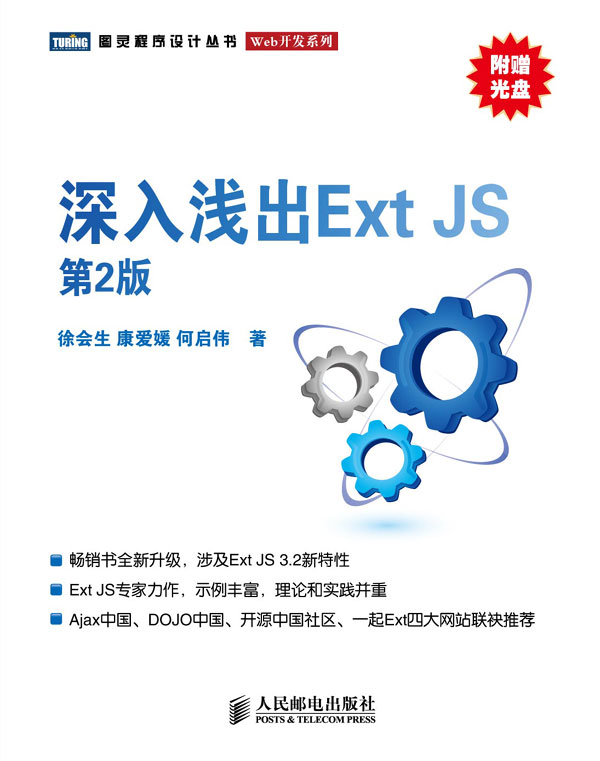 TURING 图灵程序设计丛书 Web开发系列
附赠
光盘
深入浅出Ext JS
第2版
徐会生 康爱媛 何启伟 著
畅销书全新升级，涉及Ext JS 3.2新特性
Ext JS专家力作，示例丰富，理论和实践并重
Ajax中国、DOJO中国、开源中国社区、一起Ext四大网站联袂推荐
人民邮电出版社
POSTS & TELECOM PRESS